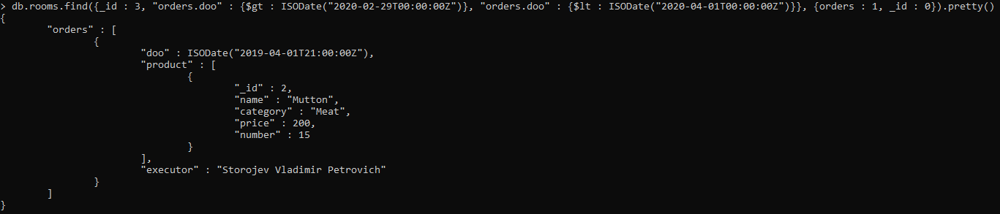 > db.rooms.find({_id : 3, "orders.doo" : {$gt : ISODate("2020-02-29T00:00:00Z")}, "orders.doo" : {$lt : ISODate("2020-04-01T00:00:00Z")}}, {orders : 1, _id : 0}).pretty()
{
"orders" : [
{
"doo" : ISODate("2019-04-01T21:00:00Z"),
"product" : [
{
"_id" : 2,
"name" : "Mutton",
"category" : "Meat",
"price" : 200,
"number" : 15
}
],
"executor" : "Storojev Vladimir Petrovich"
}
]
}